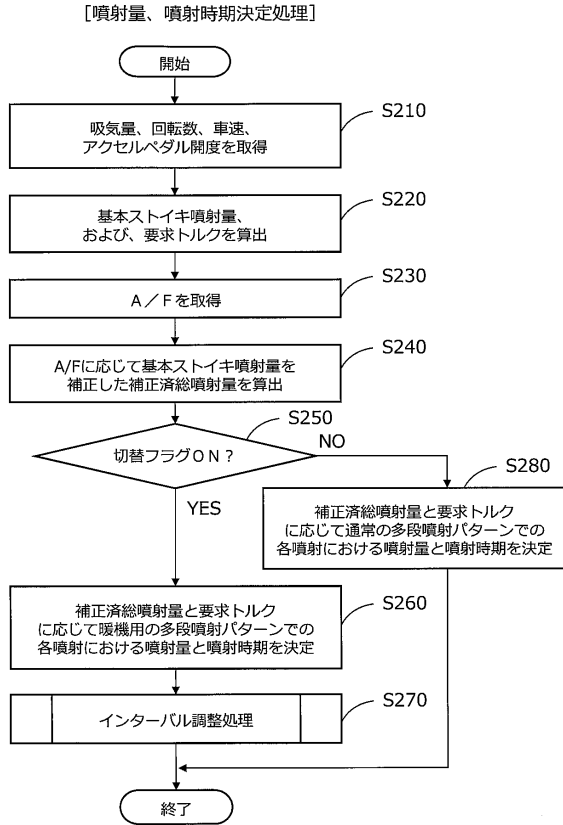 [噴射量、噴射時期決定処理]
開始
S210
吸気量、回転数、車速、
アクセルペダル開度を取得
S220
基本ストイキ噴射量、
および、要求トルクを算出
S230
A／Fを取得
S240
A/Fに応じて基本ストイキ噴射量を
補正した補正済総噴射量を算出
S250
切替フラグON？
NO
YES
S280
補正済総噴射量と要求トルク
に応じて通常の多段噴射パターンでの
各噴射における噴射量と噴射時期を決定
S260
補正済総噴射量と要求トルク
に応じて暖機用の多段噴射パターンでの
各噴射における噴射量と噴射時期を決定
S270
インターバル調整処理
終了